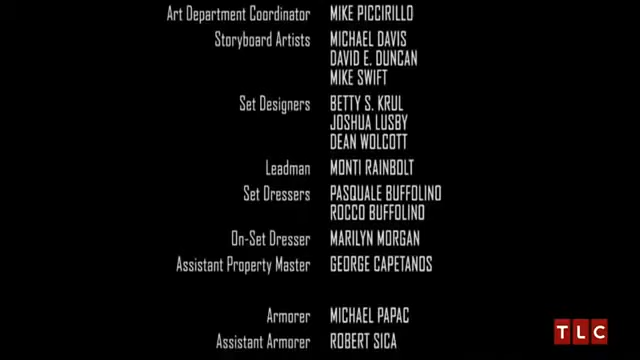 Art Department Coordinator MIKE PICCIRILLO
Storyboard Artists MICHAEL DAVIS
DAVID E. DUNCAN
MIKE SWIFT
Set Designers BETTY S. KRUL
JOSHUA LUSBY
DEAN WOLCOTT
Leadman MONTI RAINBOLT
Set Dressers PASQUALE BUFFOLINO
ROCCO BUFFOLINO
On-Set Dresser MARILYN MORGAN
Assistant Property Master GEORGE CAPETANOS
Armorer MICHAEL PAPAC
Assistant Armorer ROBERT SICA
TLC